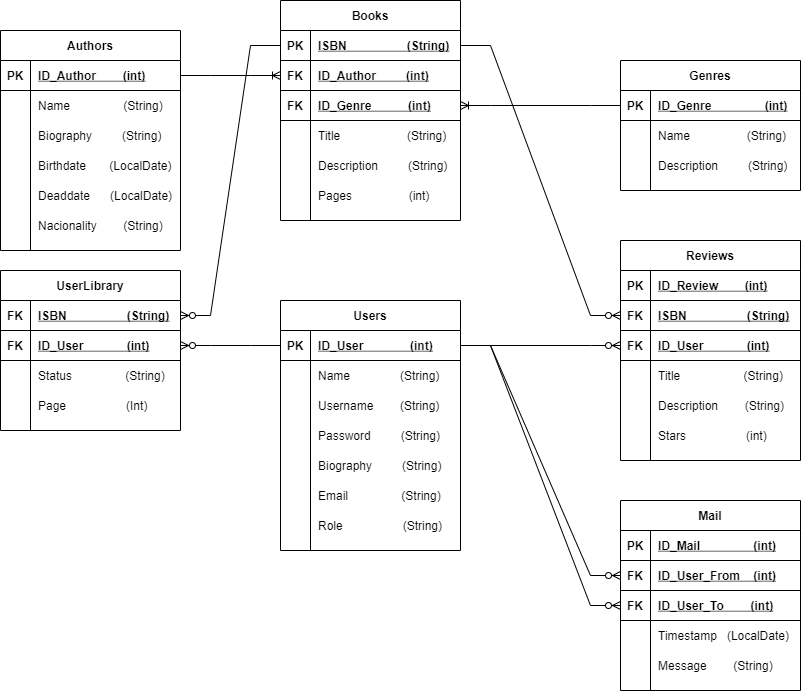 Authors
PK ID_Author (int)
Name (String)
Biography (String)
Birthdate (LocalDate)
Deaddate (LocalDate)
Nacionality (String)
Books
PK ISBN (String)
FK ID_Author (int)
FK ID_Genre (int)
Title (String)
Description (String)
Pages (int)
Genres
PK ID_Genre (int)
Name (String)
Description (String)
UserLibrary
FK ISBN (String)
FK ID_User (int)
Status (String)
Page (Int)
Users
PK ID_User (int)
Name (String)
Username (String)
Password (String)
Biography (String)
Email (String)
Role (String)
Reviews
PK ID_Review (int)
FK ISBN (String)
FK ID_User (int)
Title (String)
Description (String)
Stars (int)
Mail
PK ID_Mail (int)
FK ID_User_From (int)
FK ID_User_To (int)
Timestamp (LocalDate)
Message (String)